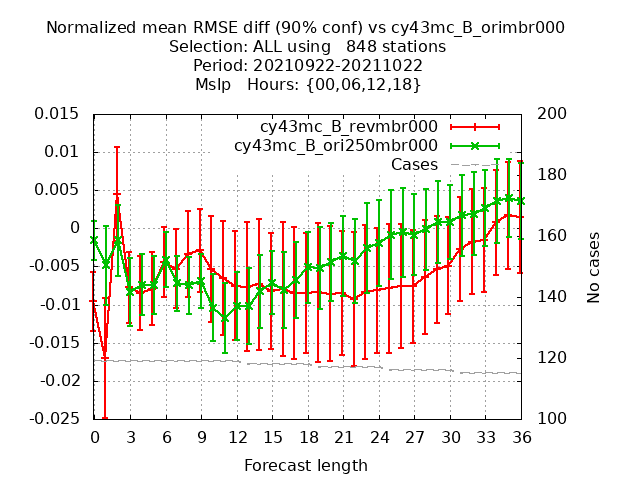 Normalized mean RMSE diff (90% conf) vs cy43mc_B_orimbr000
Selection: ALL using   848 stations
Period: 20210922-20211022
Mslp   Hours: {00,06,12,18}
cy43mc_B_revmbr000
cy43mc_B_ori250mbr000
Cases
0.015
0.01
0.005
0
-0.005
-0.01
-0.015
-0.02
-0.025
200
180
160
140
120
100
No cases
0 3 6 9 12 15 18 21 24 27 30 33 36
Forecast length